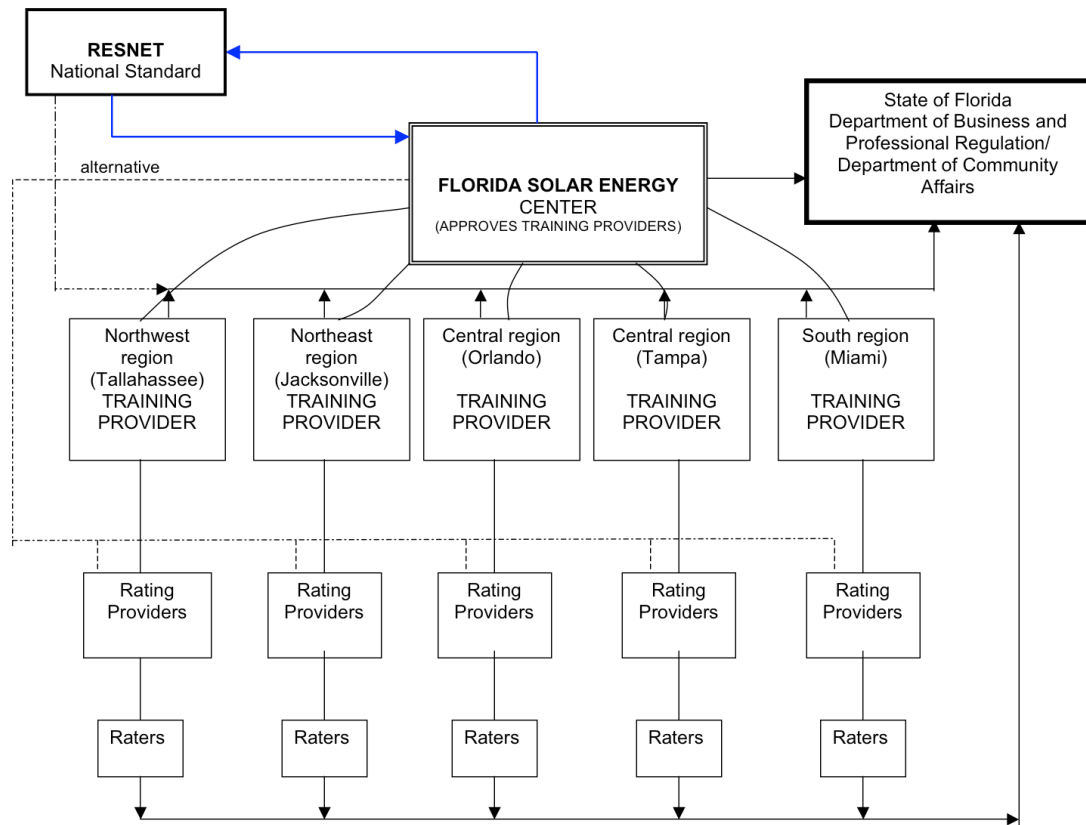 RESNET
National Standard
State of Florida
Department of Business and
Professional Regulation/
Department of Community
Affairs
alternative
FLORIDA SOLAR ENERGY
CENTER
(APPROVES TRAINING PROVIDERS)
Northwest
region
(Tallahassee)
TRAINING
PROVIDER
Northeast
region
(Jacksonville)
TRAINING
PROVIDER
Central region
(Orlando)
TRAINING
PROVIDER
Central region
(Tampa)
TRAINING
PROVIDER
South region
(Miami)
TRAINING
PROVIDER
Rating
Providers
Rating
Providers
Rating
Providers
Rating
Providers
Rating
Providers
Raters
Raters
Raters
Raters
Raters